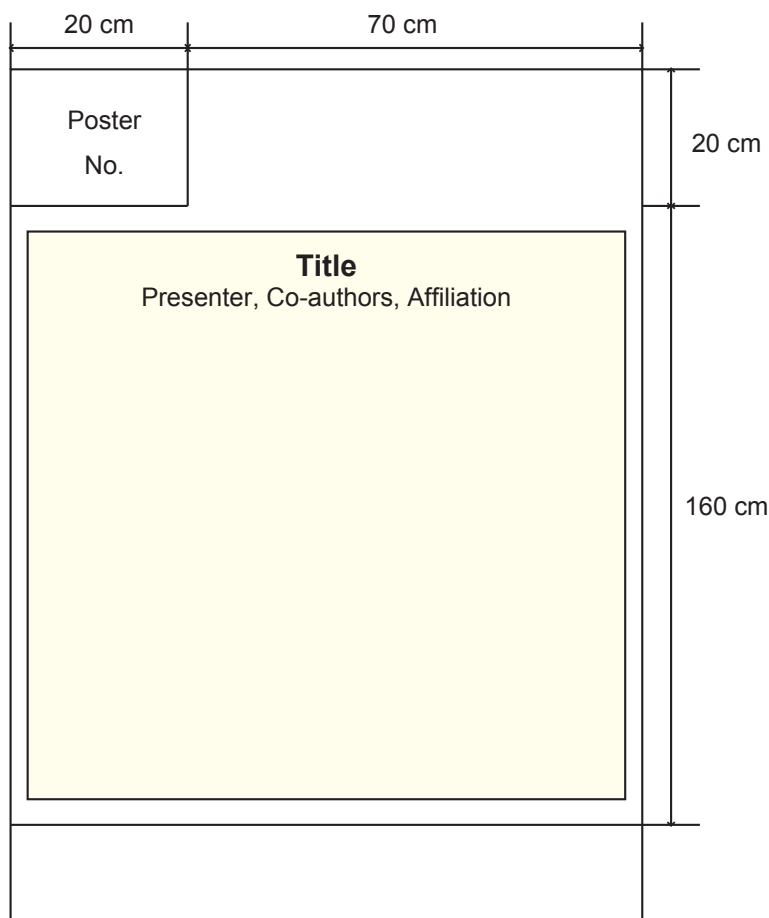 20 cm
70 cm
Poster
No.
20 cm
Title
Presenter, Co-authors, Affiliation
160 cm